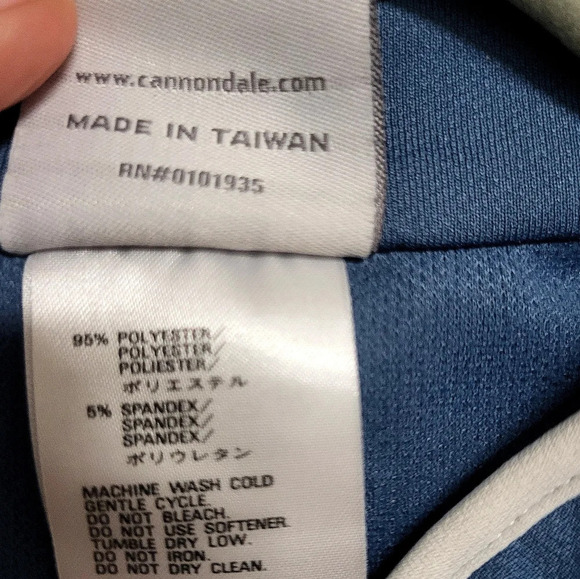 www.cannondale.com
MADE IN TAIWAN
RN#0101935
95% POLYESTER/
POLYESTER/
POLIESTER/
ポリエステル
5% SPANDEX/
SPANDEX/
SPANDEX/
ポリウレタン
MACHINE WASH COLD
GENTLE CYCLE.
DO NOT BLEACH.
DO NOT USE SOFTENER.
TUMBLE DRY LOW.
DO NOT IRON.
DO NOT DRY CLEAN.